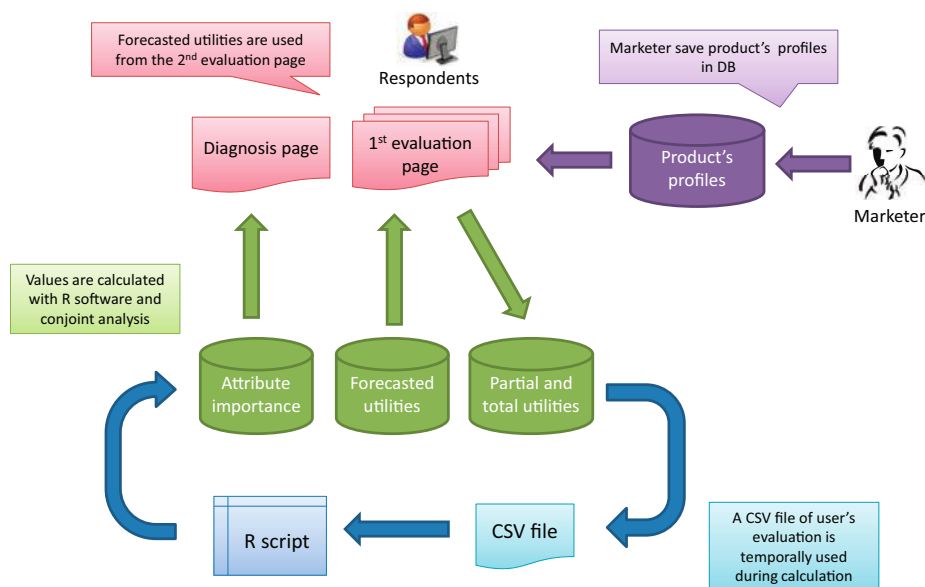 Forecasted utilities are used
from the 2nd evaluation page
Respondents
Marketer save product's profiles
in DB
Diagnosis page
1st evaluation
page
Product's
profiles
Marketer
Values are calculated
with R software and
conjoint analysis
Attribute
importance
Forecasted
utilities
Partial and
total utilities
R script
CSV file
A CSV file of user's
evaluation is
temporally used
during calculation